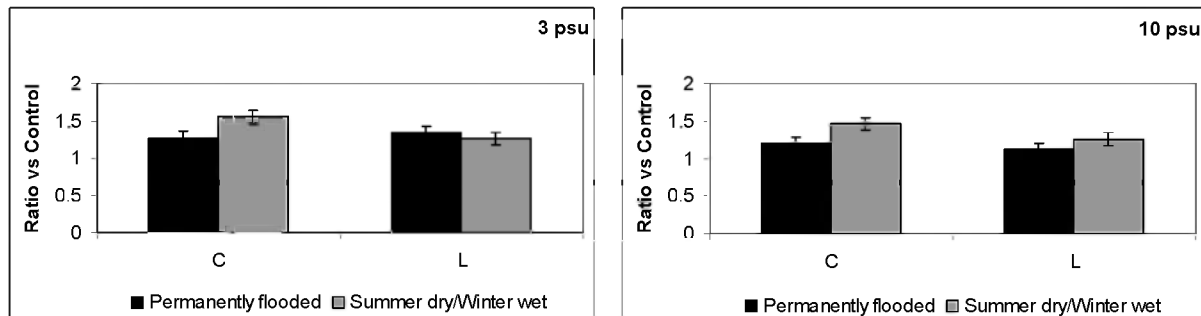 3 psu
Ratio vs Control
2
1.5
1
0.5
0
C L
Permanently flooded Summer dry/Winter wet
10 psu
Ratio vs Control
2
1.5
1
0.5
0
C L
Permanently flooded Summer dry/Winter wet